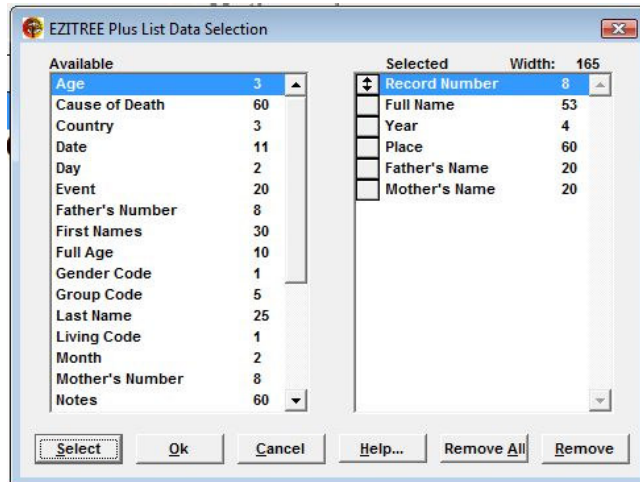 EZITREE Plus List Data Selection
Available
Age 3
Cause of Death 60
Country 3
Date 11
Day 2
Event 20
Father's Number 8
First Names 30
Full Age 10
Gender Code 1
Group Code 5
Last Name 25
Living Code 1
Month 2
Mother's Number 8
Notes 60
Selected Width: 165
Record Number 8
Full Name 53
Year 4
Place 60
Father's Name 20
Mother's Name 20
Select Ok Cancel Help... Remove All Remove